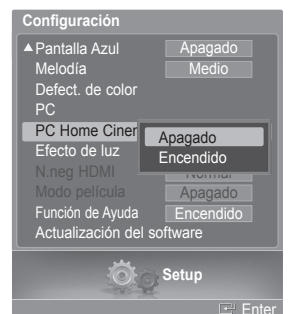 Configuración
▲Pantalla Azul Apagado
Melodía Medio
Defect. de color
PC
PC Home Ciner Apagado
Efecto de luz Encendido
N.neg HDMI Normal
Modo película Apagado
Función de Ayuda Encendido
Actualización del software
Setup
Enter